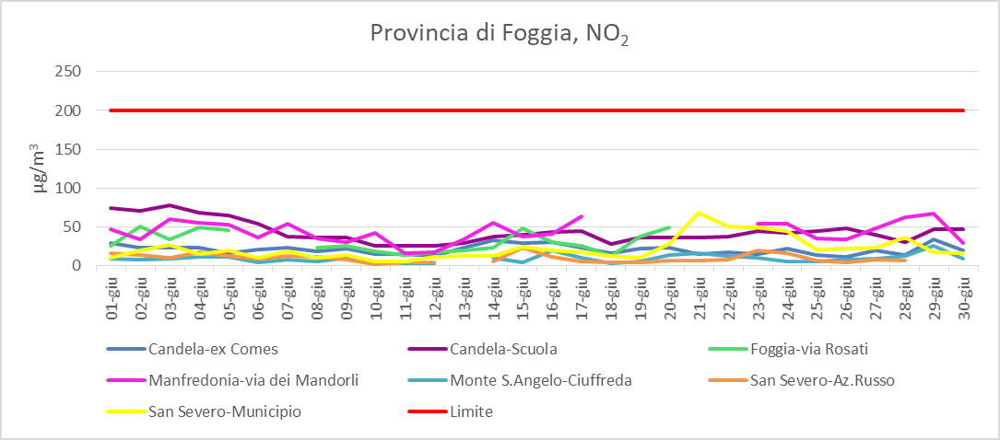 Provincia di Foggia, NO₂
µg/m³
250
200
150
100
50
0
01-giu
02-giu
03-giu
04-giu
05-giu
06-giu
07-giu
08-giu
09-giu
10-giu
11-giu
12-giu
13-giu
14-giu
15-giu
16-giu
17-giu
18-giu
19-giu
20-giu
21-giu
22-giu
23-giu
24-giu
25-giu
26-giu
27-giu
28-giu
29-giu
30-giu
Candela-ex Comes
Candela-Scuola
Foggia-via Rosati
Manfredonia-via dei Mandorli
Monte S.Angelo-Ciuffreda
San Severo-Az.Russo
San Severo-Municipio
Limite